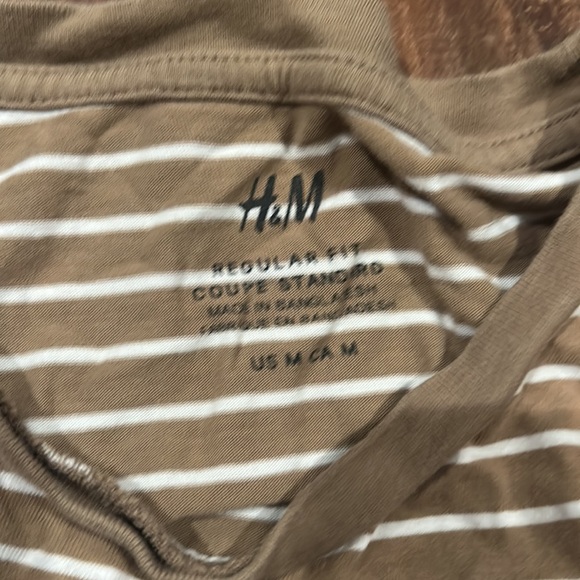 H&M
REGULAR FIT
COUPE STANDARD
MADE IN BANGLADESH
FABRIQUÉ EN BANGLADESH
US M CA M